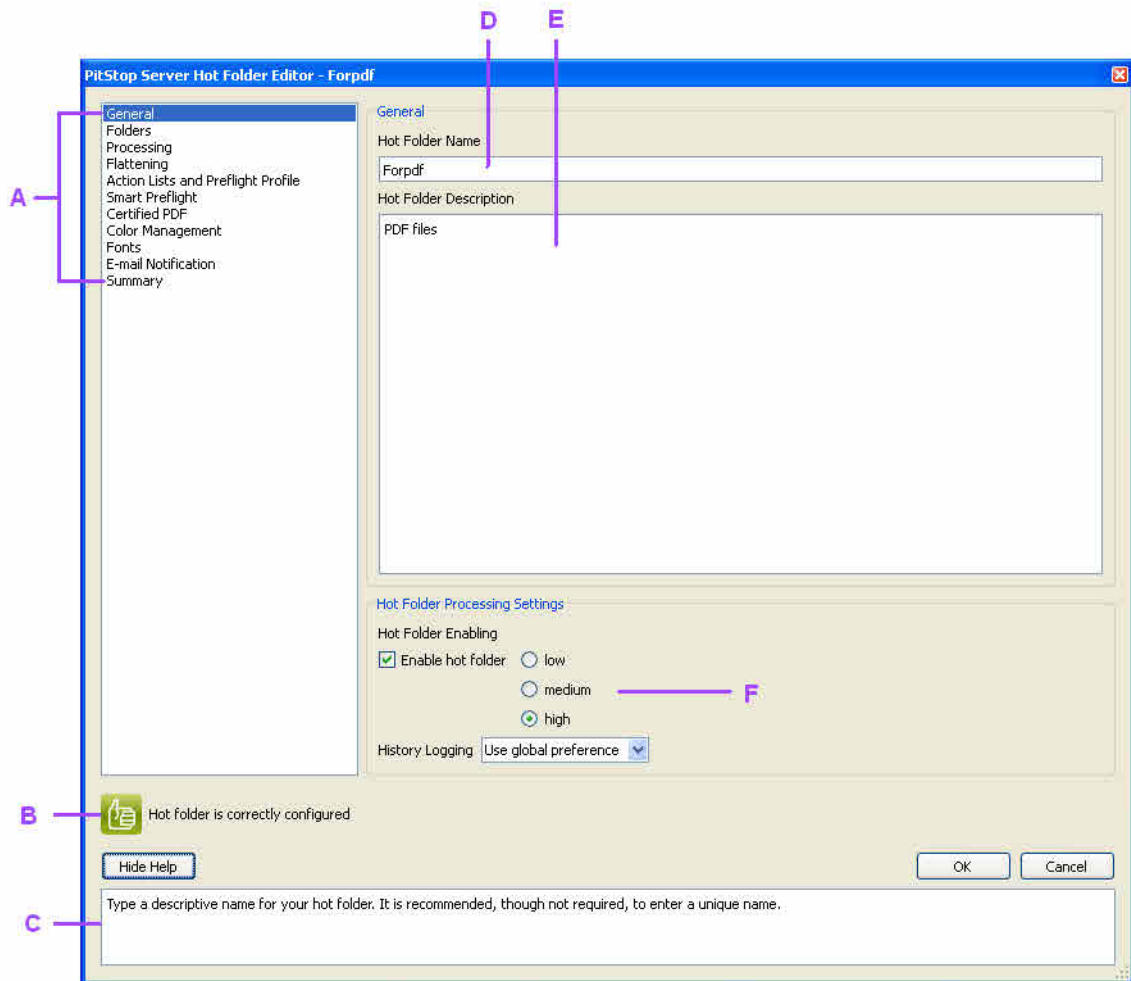 D E
PitStop Server Hot Folder Editor - Forpdf
General
Folders
Processing
Flattening
Action Lists and Preflight Profile
Smart Preflight
Certified PDF
Color Management
Fonts
E-mail Notification
Summary
A
General
Hot Folder Name
Forpdf
Hot Folder Description
PDF files
Hot Folder Processing Settings
Hot Folder Enabling
Enable hot folder low
medium
high
F
History Logging Use global preference
B
Hot folder is correctly configured
Hide Help OK Cancel
C
Type a descriptive name for your hot folder. It is recommended, though not required, to enter a unique name.